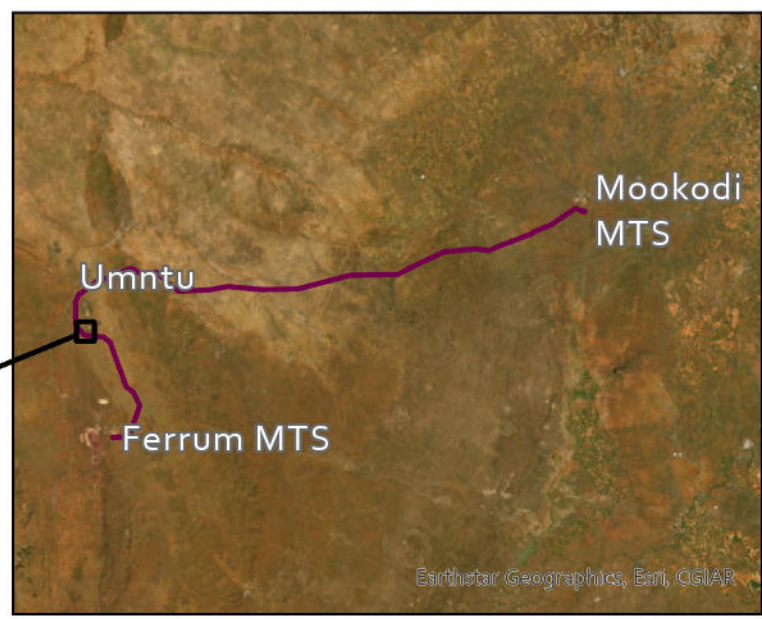 Mookodi
MTS
Umntu
Ferrum MTS
Earthstar Geographics, Esri, CGIAR